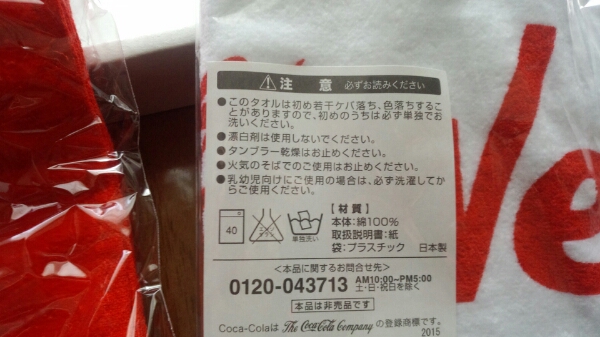 ⚠ 注意 必ずお読みください
●このタオルは初め若干ケバ落ち、色落ちするこ
とがありますので、初めのうちは必ず単独でお
洗いください。
●漂白剤は使用しないでください。
●タンブラー乾燥はお止めください。
●火気のそばでのご使用はお止めください。
●乳幼児向けにご使用の場合は、必ず洗濯してか
らご使用ください。
40
エンソ
単独洗い
【材質】
本体:綿100%
取扱説明書:紙
袋:プラスチック 日本製
<本品に関するお問合せ先>
0120-043713 AM10:00~PM5:00
土・日・祝日を除く
本品は非売品です
Coca-Colaは The Coca-Cola Company の登録商標です。
2015
We